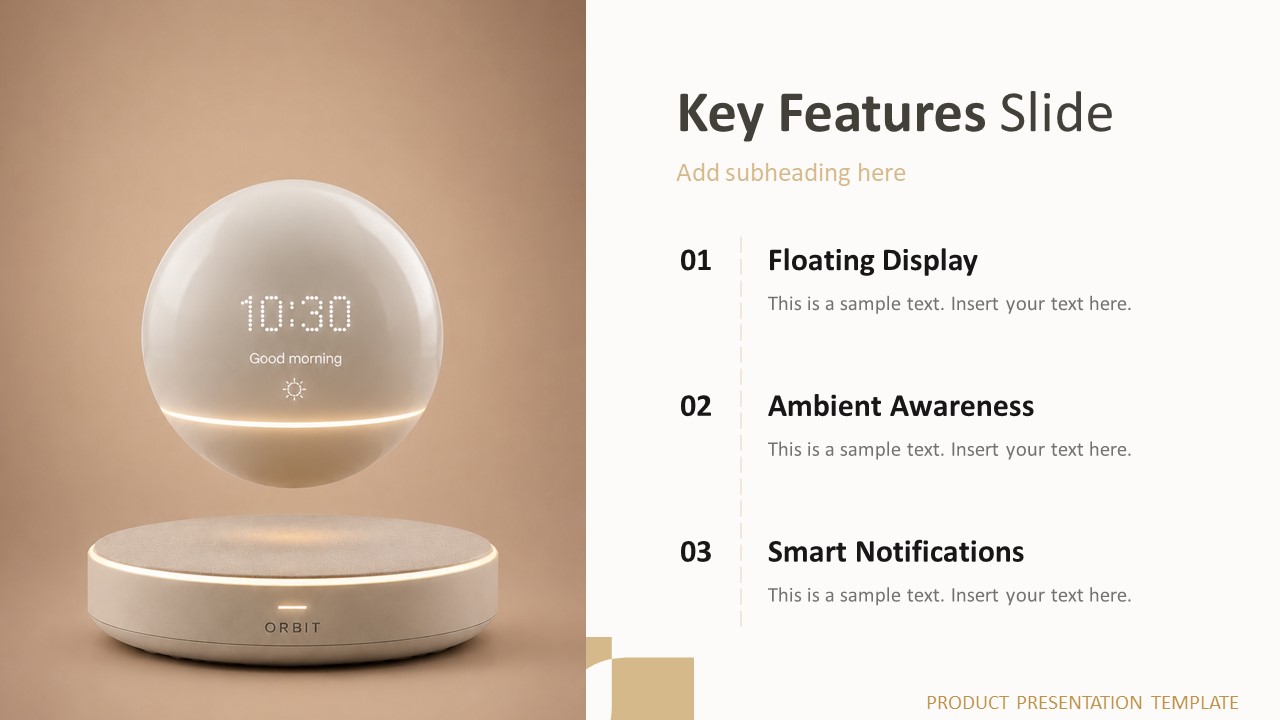 10:30
Good morning
ORBIT
Key Features Slide
Add subheading here
01
Floating Display
This is a sample text. Insert your text here.
02
Ambient Awareness
This is a sample text. Insert your text here.
03
Smart Notifications
This is a sample text. Insert your text here.
PRODUCT PRESENTATION TEMPLATE